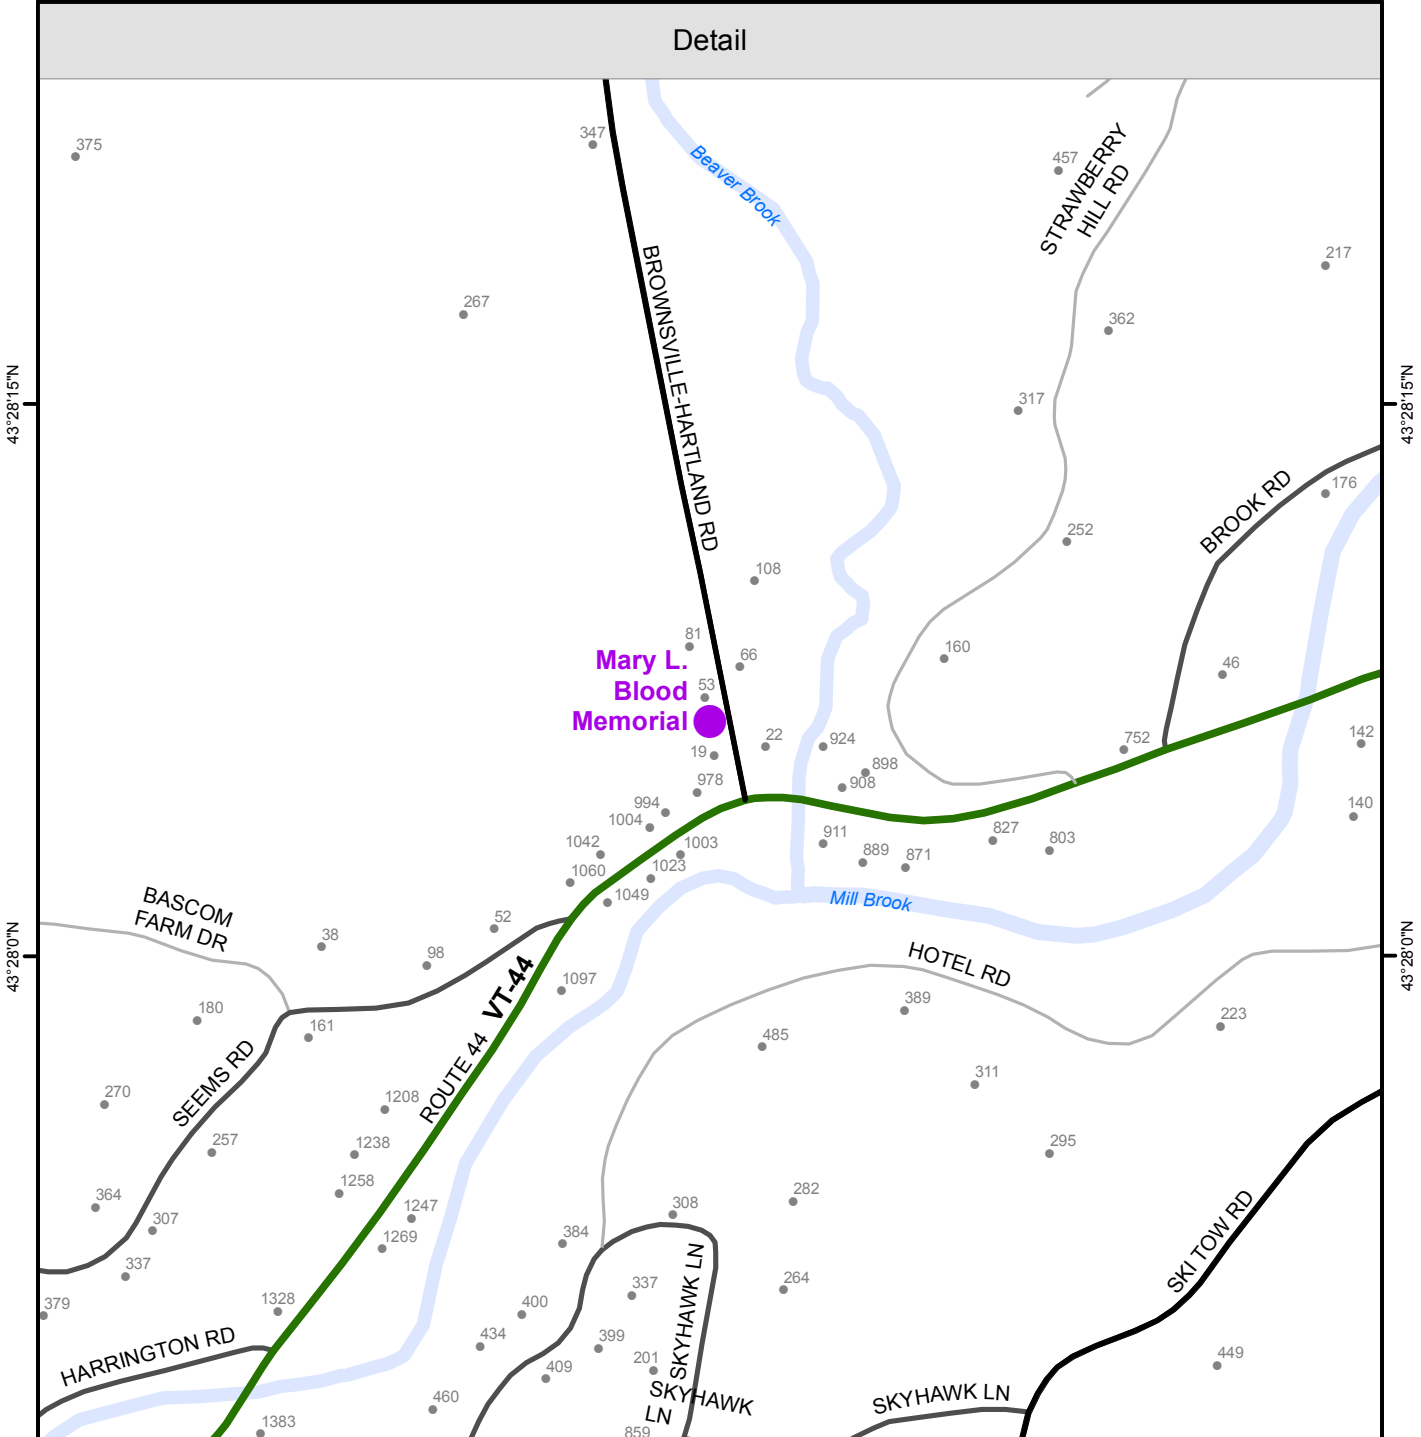 Detail
375
347
Beaver Brook
STRAWBERRY
HILL RD
457
217
267
BROWNSVILLE-HARTLAND RD
362
43°28'15"N
43°28'15"N
317
BROOK RD
176
252
108
81
66
160
46
Mary L.
Blood
Memorial
53
22
924
752
142
19
898
978
908
994
1004
140
827
803
911
1042
1003
889
871
1060
1023
1049
Mill Brook
BASCOM
FARM DR
52
38
98
43°28'0"N
43°28'0"N
HOTEL RD
VT-44
1097
389
180
161
223
485
SEEMS RD
ROUTE 44
311
270
1208
257
1238
295
1258
364
282
307
1247
308
384
1269
337
SKYHAWK LN
SKI TOW RD
337
264
379
1328
400
434
399
HARRINGTON RD
201
409
449
SKYHAWK
LN
SKYHAWK LN
460
1383
859